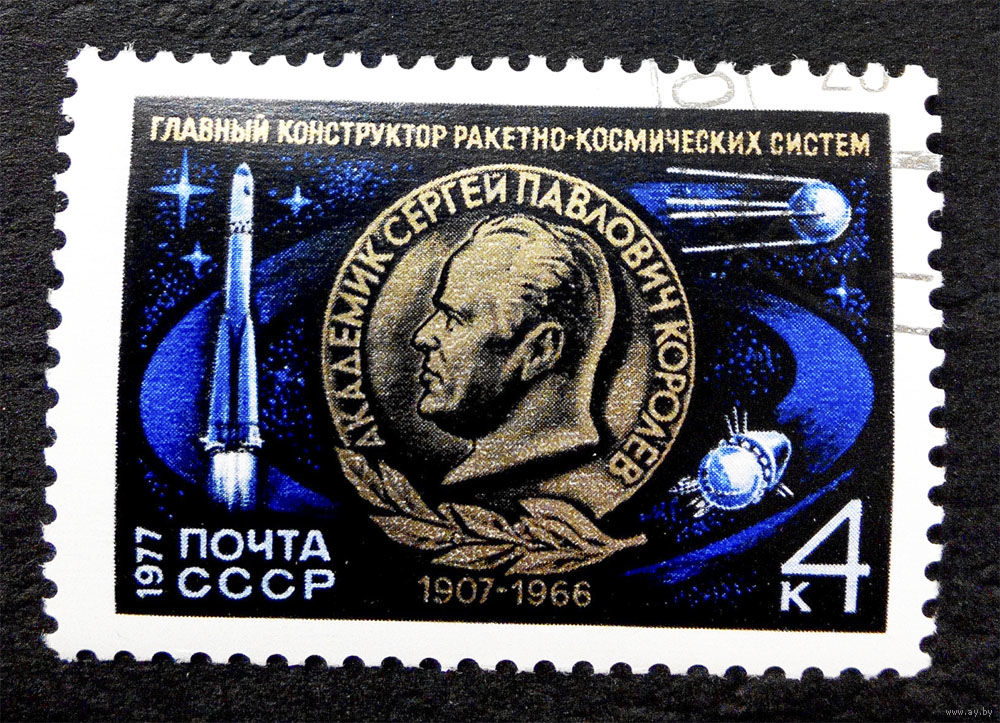 ГЛАВНЫЙ КОНСТРУКТОР РАКЕТНО-КОСМИЧЕСКИХ СИСТЕМ
АКАДЕМИК СЕРГЕЙ ПАВЛОВИЧ КОРОЛЕВ
1977
ПОЧТА
СССР
1907-1966
4
К
www.ay.by